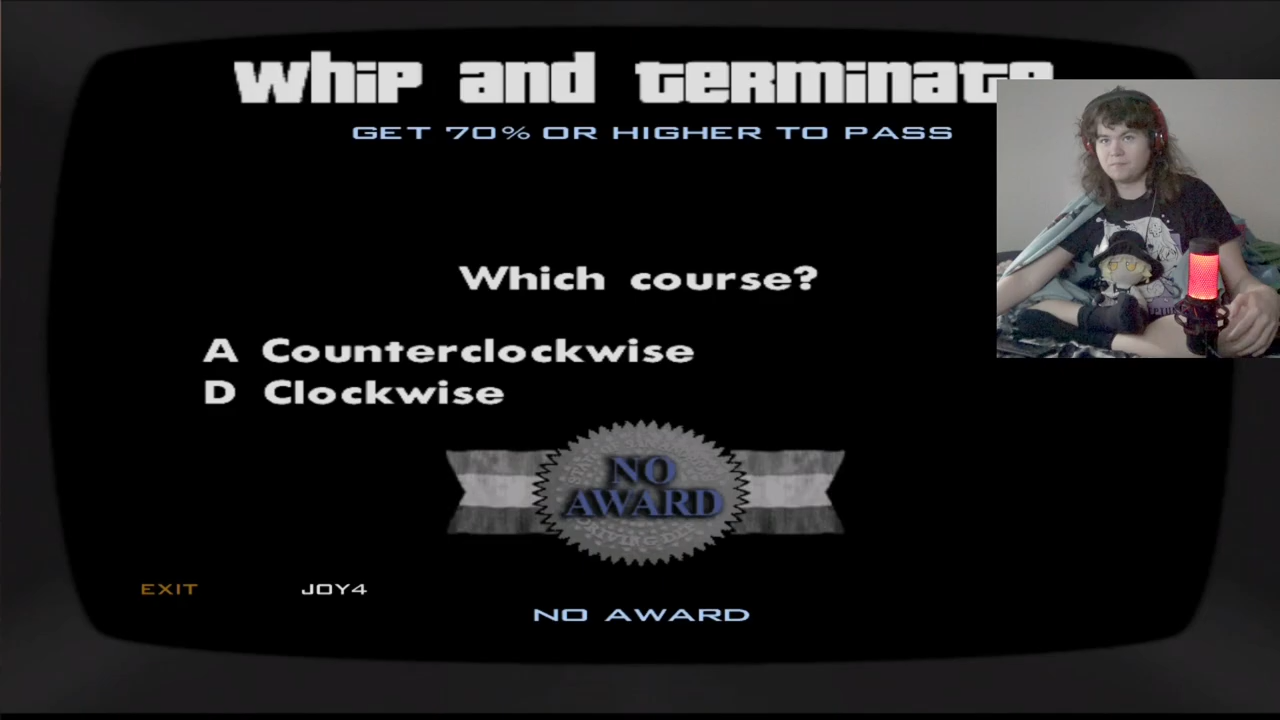 Whip and terminate
GET 70% OR HIGHER TO PASS
Which course?
A Counterclockwise
D Clockwise
NO
AWARD
EXIT
JOY4
NO AWARD